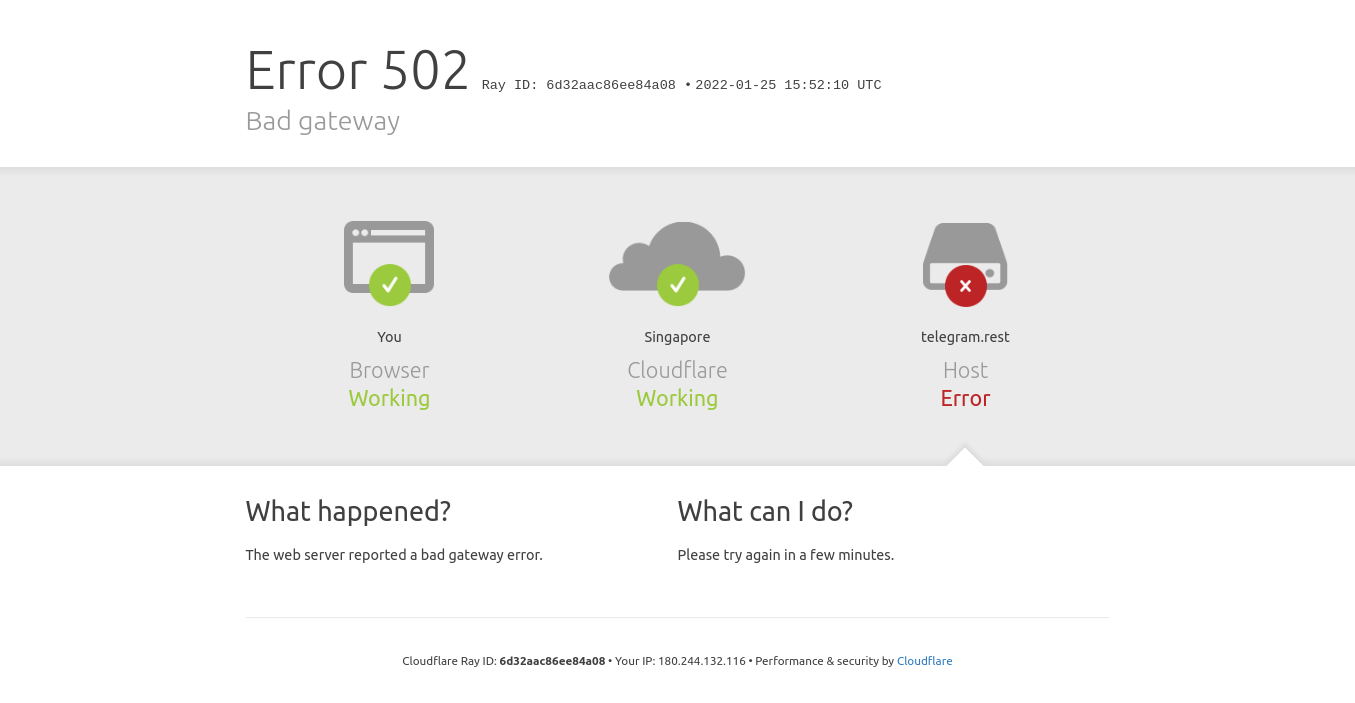 Error 502 Ray ID: 6d32aac86ee84a08 • 2022-01-25 15:52:10 UTC
Bad gateway
You
Browser
Working
Singapore
Cloudflare
Working
telegram.rest
Host
Error
What happened?
The web server reported a bad gateway error.
What can I do?
Please try again in a few minutes.
Cloudflare Ray ID: 6d32aac86ee84a08 • Your IP: 180.244.132.116 • Performance & security by Cloudflare